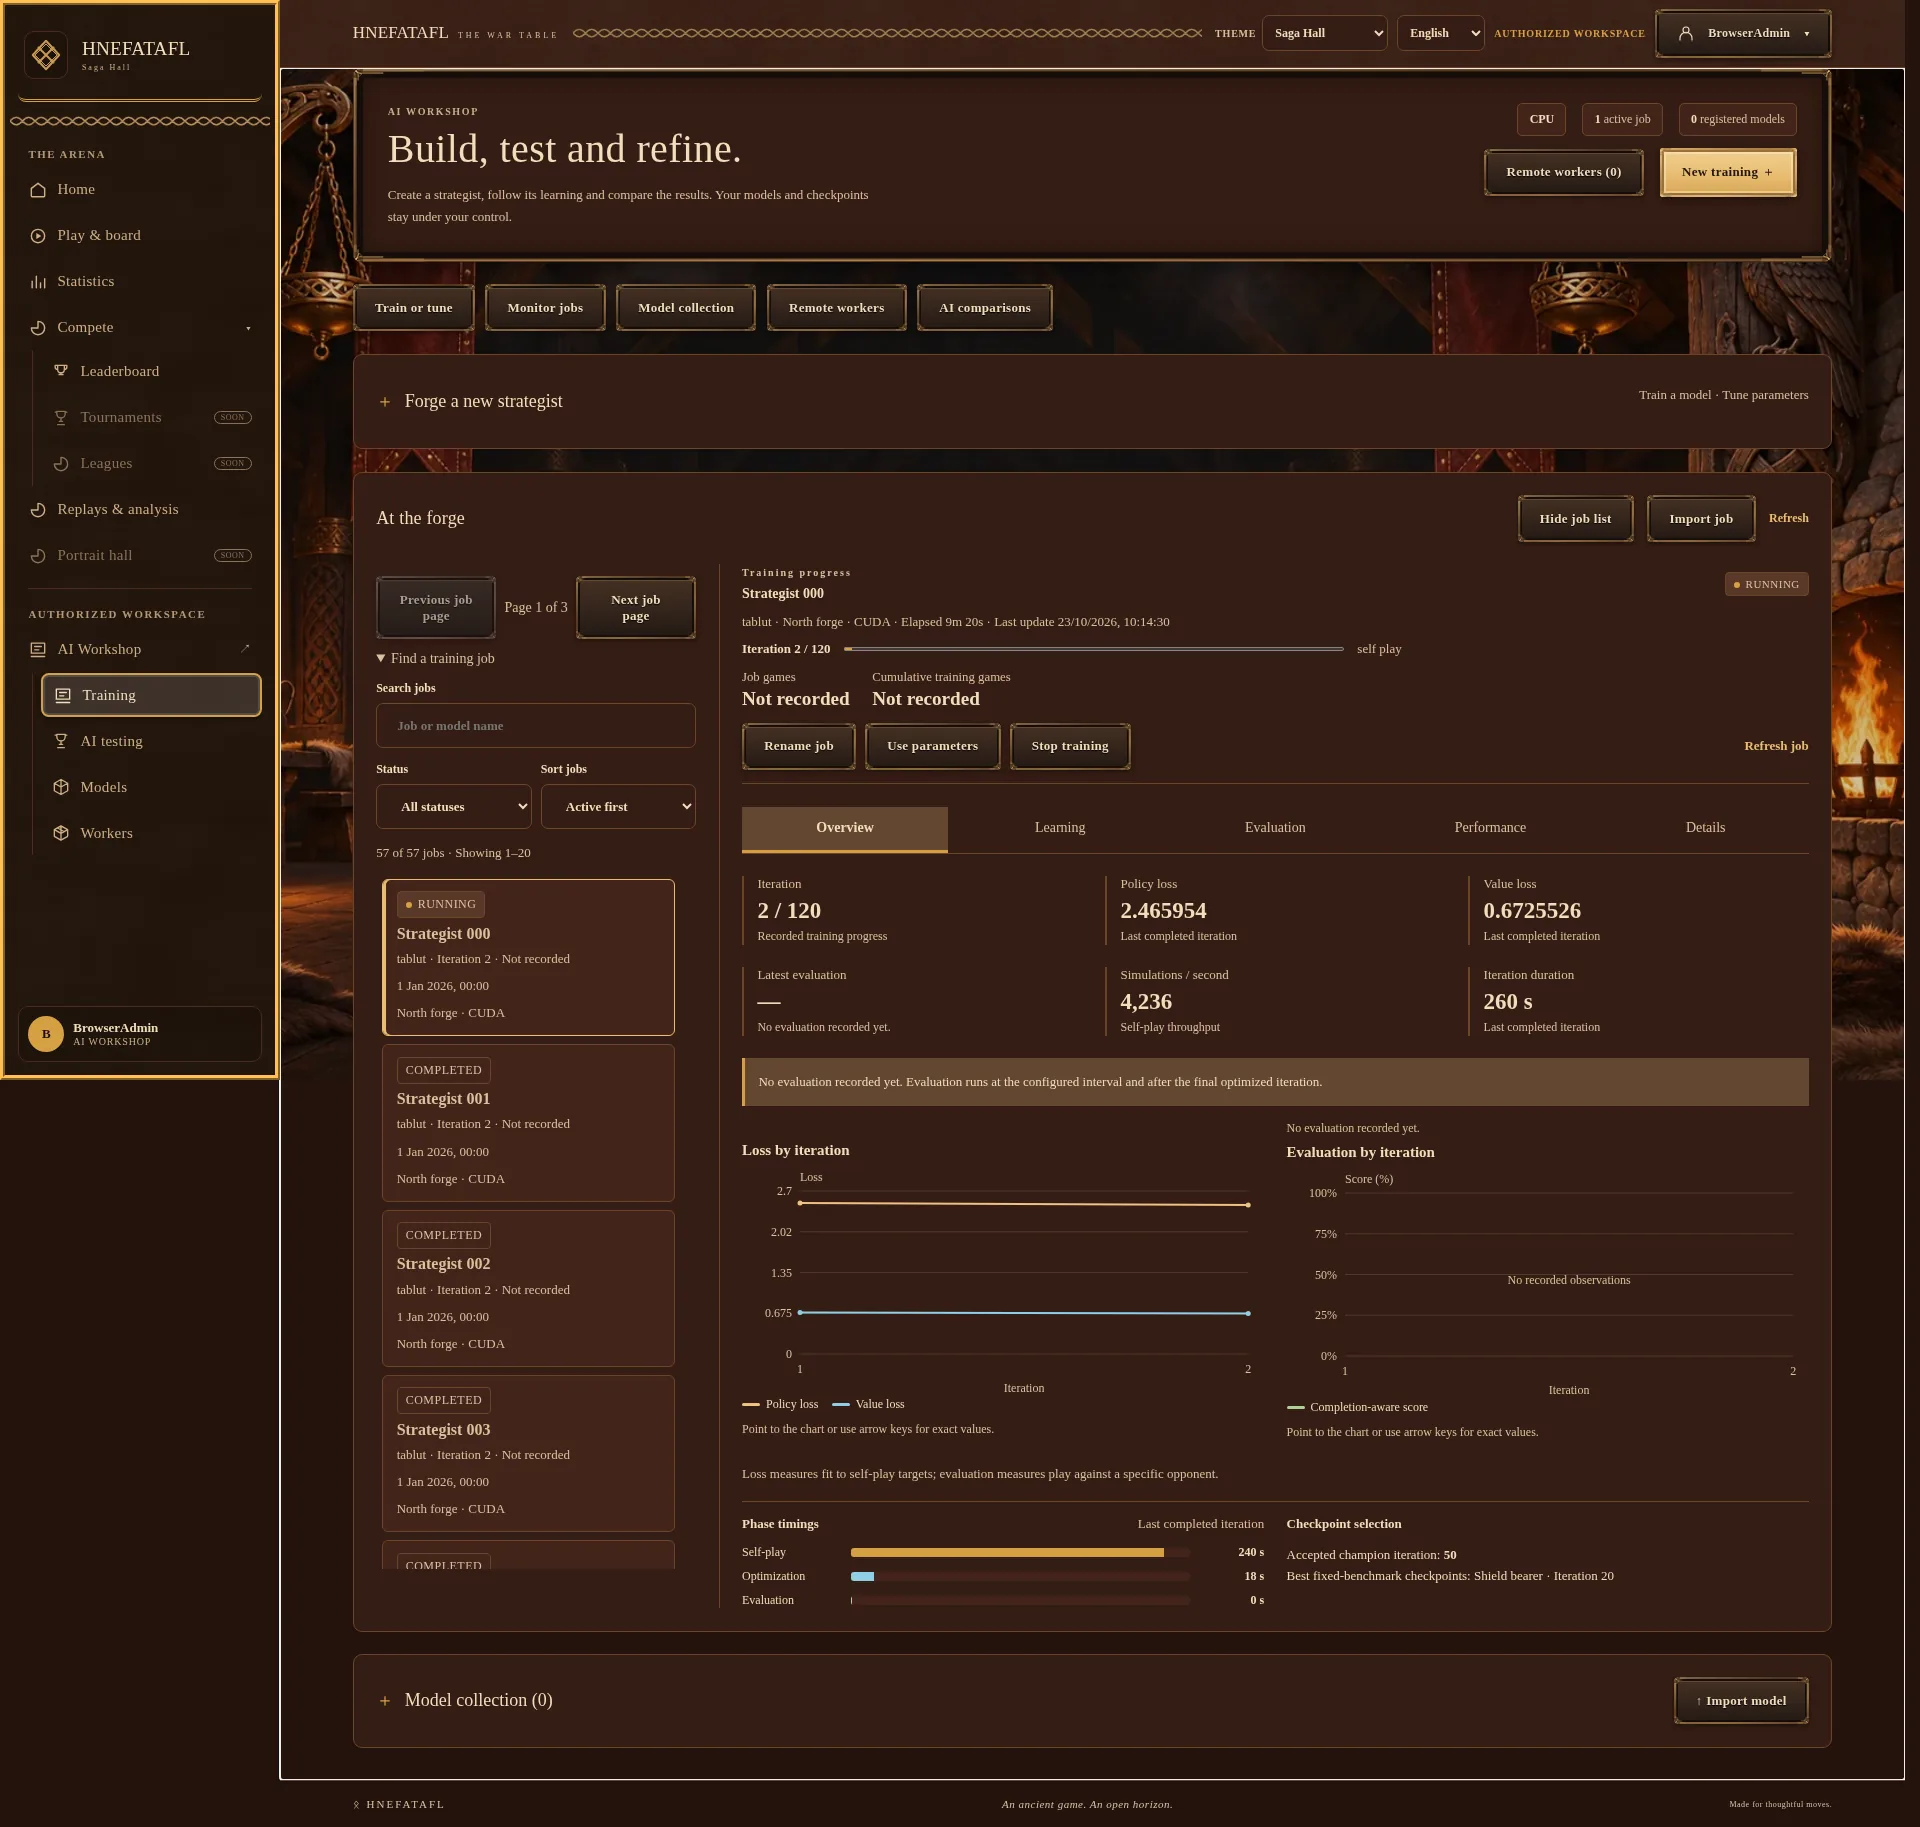 HNEFATAFL
Saga Hall
THE ARENA
Home
Play & board
Statistics
Compete
Leaderboard
Tournaments SOON
Leagues SOON
Replays & analysis
Portrait hall SOON
AUTHORIZED WORKSPACE
AI Workshop
Training
AI testing
Models
Workers
B
BrowserAdmin
AI WORKSHOP
HNEFATAFL THE WAR TABLE THEME Saga Hall English AUTHORIZED WORKSPACE BrowserAdmin
AI WORKSHOP
Build, test and refine.
Create a strategist, follow its learning and compare the results. Your models and checkpoints
stay under your control.
CPU 1 active job 0 registered models
Remote workers (0) New training +
Train or tune Monitor jobs Model collection Remote workers AI comparisons
+ Forge a new strategist Train a model · Tune parameters
At the forge Hide job list Import job Refresh
Previous job
page
Page 1 of 3
Next job
page
Find a training job
Search jobs
Job or model name
Status Sort jobs
All statuses Active first
57 of 57 jobs · Showing 1–20
RUNNING
Strategist 000
tablut · Iteration 2 · Not recorded
1 Jan 2026, 00:00
North forge · CUDA
COMPLETED
Strategist 001
tablut · Iteration 2 · Not recorded
1 Jan 2026, 00:00
North forge · CUDA
COMPLETED
Strategist 002
tablut · Iteration 2 · Not recorded
1 Jan 2026, 00:00
North forge · CUDA
COMPLETED
Strategist 003
tablut · Iteration 2 · Not recorded
1 Jan 2026, 00:00
North forge · CUDA
COMPLETED
Training progress
Strategist 000 RUNNING
tablut · North forge · CUDA · Elapsed 9m 20s · Last update 23/10/2026, 10:14:30
Iteration 2 / 120 self play
Job games Cumulative training games
Not recorded Not recorded
Rename job Use parameters Stop training Refresh job
Overview Learning Evaluation Performance Details
Iteration Policy loss Value loss
2 / 120 2.465954 0.6725526
Recorded training progress Last completed iteration Last completed iteration
Latest evaluation Simulations / second Iteration duration
— 4,236 260 s
No evaluation recorded yet. Self-play throughput Last completed iteration
No evaluation recorded yet. Evaluation runs at the configured interval and after the final optimized iteration.
Loss by iteration
Loss
2.7
2.02
1.35
0.675
0
1 2
Iteration
Policy loss Value loss
Point to the chart or use arrow keys for exact values.
No evaluation recorded yet.
Evaluation by iteration
Score (%)
100%
75%
50%
No recorded observations
25%
0%
1 2
Iteration
Completion-aware score
Point to the chart or use arrow keys for exact values.
Loss measures fit to self-play targets; evaluation measures play against a specific opponent.
Phase timings Last completed iteration
Self-play 240 s
Optimization 18 s
Evaluation 0 s
Checkpoint selection
Accepted champion iteration: 50
Best fixed-benchmark checkpoints: Shield bearer · Iteration 20
+ Model collection (0) ↑ Import model
ᛟ HNEFATAFL An ancient game. An open horizon. Made for thoughtful moves.